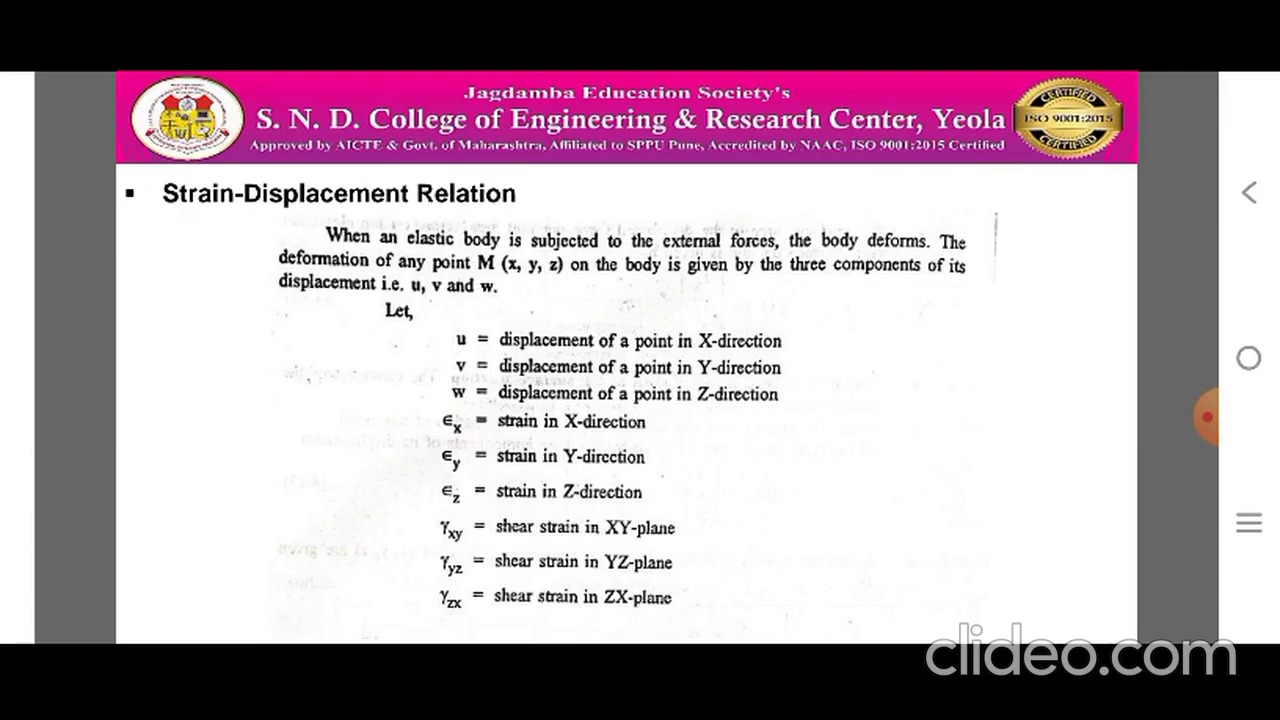 Jagdamba Education Society's
S. N. D. College of Engineering & Research Center, Yeola
Approved by AICTE & Govt. of Maharashtra, Affiliated to SPPU Pune, Accredited by NAAC, ISO 9001:2015 Certified
CERTIFIED
ISO 9001:2015
CERTIFIED
▪ Strain-Displacement Relation
When an elastic body is subjected to the external forces, the body deforms. The
deformation of any point M (x, y, z) on the body is given by the three components of its
displacement i.e. u, v and w.
Let,
u = displacement of a point in X-direction
v = displacement of a point in Y-direction
w = displacement of a point in Z-direction
∈x = strain in X-direction
∈y = strain in Y-direction
∈z = strain in Z-direction
γxy = shear strain in XY-plane
γyz = shear strain in YZ-plane
γzx = shear strain in ZX-plane
clideo.com